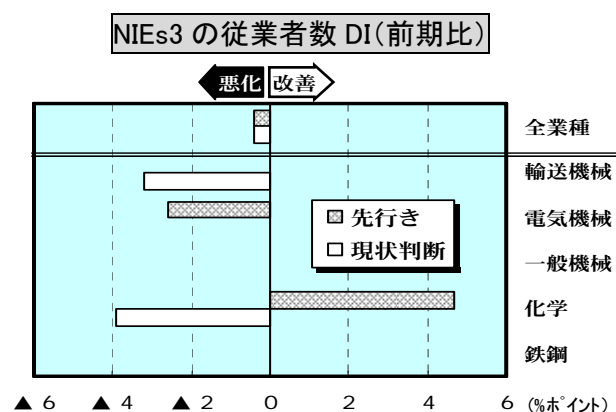 NIEs3 の従業者数 DI(前期比)
悪化 改善
全業種
輸送機械
電気機械
一般機械
化学
鉄鋼
先行き
現状判断
▲ 6 ▲ 4 ▲ 2 0 2 4 6 (%ﾎﾟｲﾝﾄ)